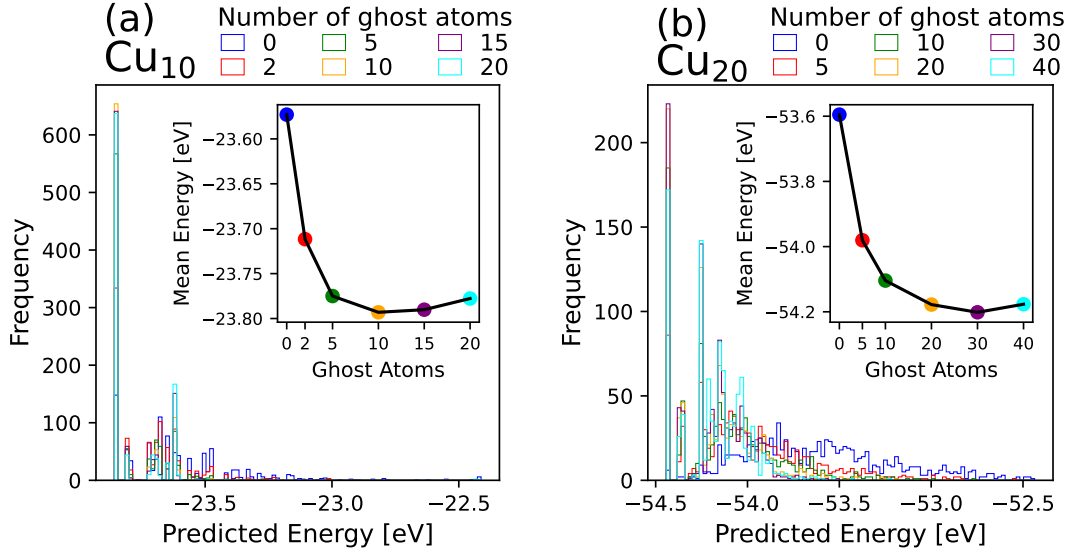 (a)
Cu10
Number of ghost atoms
0 5 15
2 10 20
Frequency
600
500
400
300
200
100
0
−23.5 −23.0 −22.5
Predicted Energy [eV]
Mean Energy [eV]
−23.60
−23.65
−23.70
−23.75
−23.80
0 2 5 10 15 20
Ghost Atoms
(b)
Cu20
Number of ghost atoms
0 10 30
5 20 40
Frequency
200
150
100
50
0
−54.5 −54.0 −53.5 −53.0 −52.5
Predicted Energy [eV]
Mean Energy [eV]
−53.6
−53.8
−54.0
−54.2
0 5 10 20 30 40
Ghost Atoms